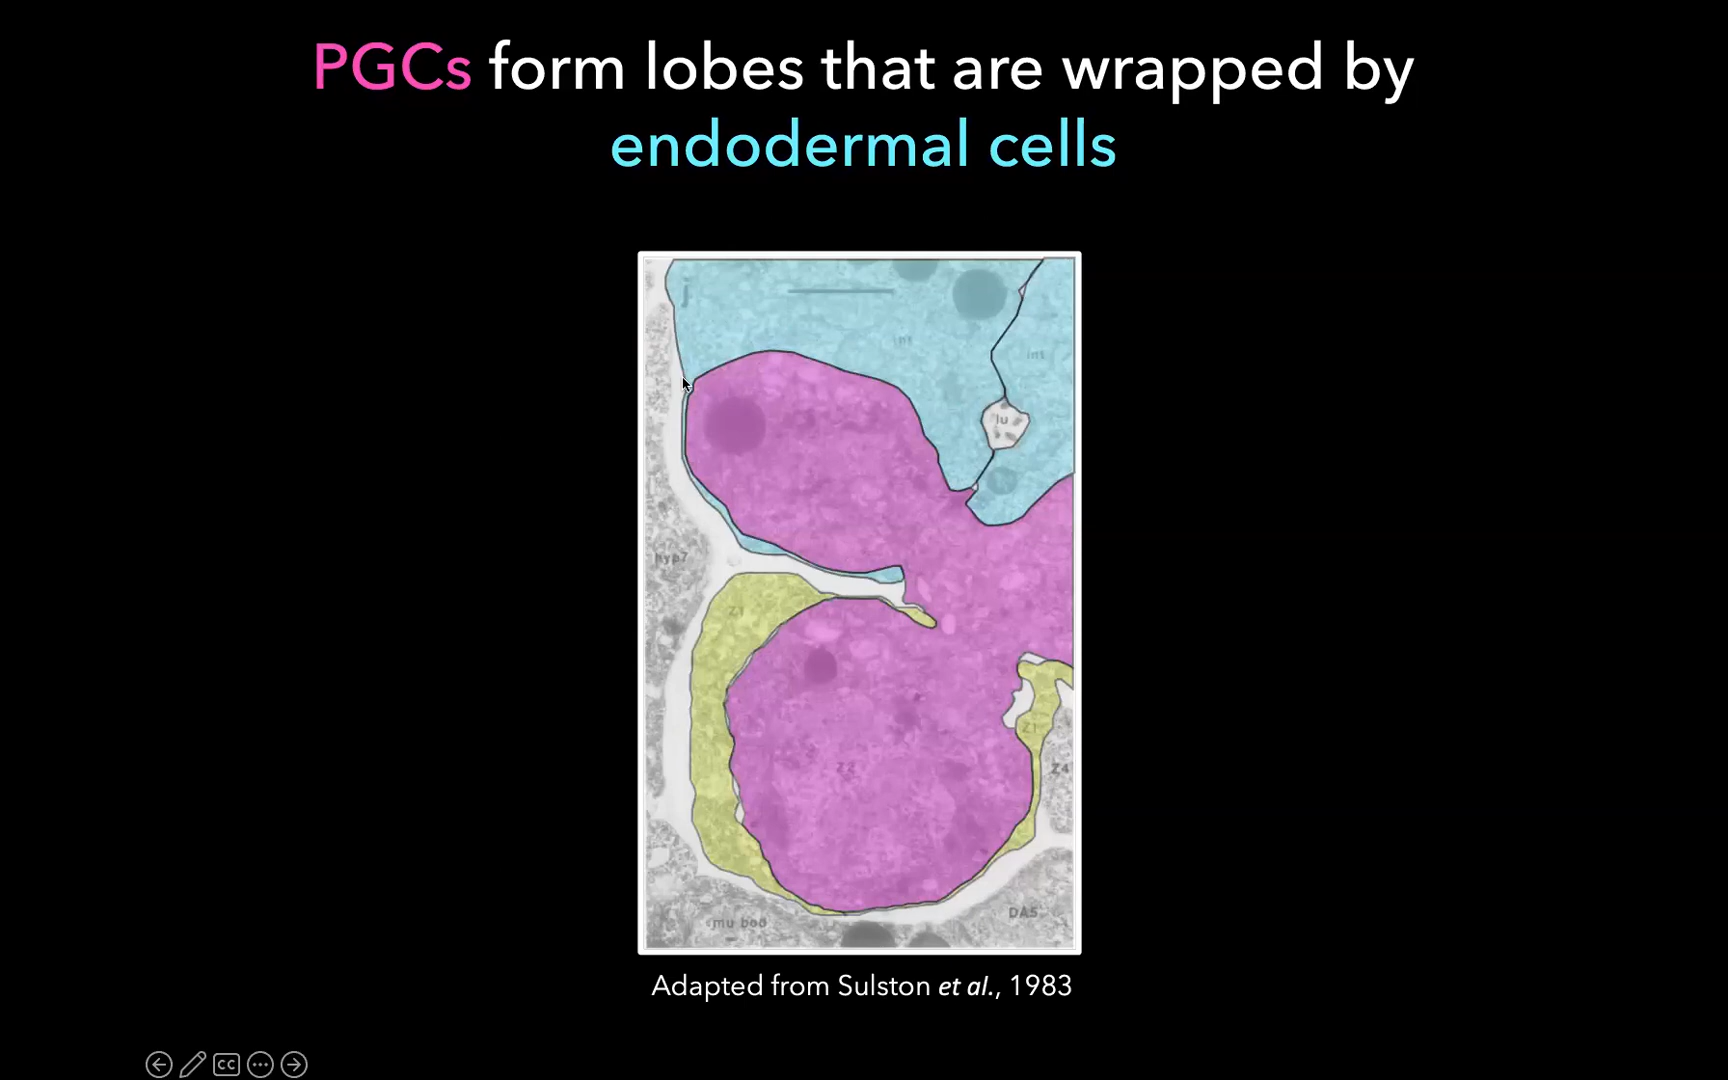 PGCs form lobes that are wrapped by
endodermal cells
j
int
int
lu
hyp7
Z1
Z1
Z2
Z4
DA5
mu bod
Adapted from Sulston et al., 1983
CC